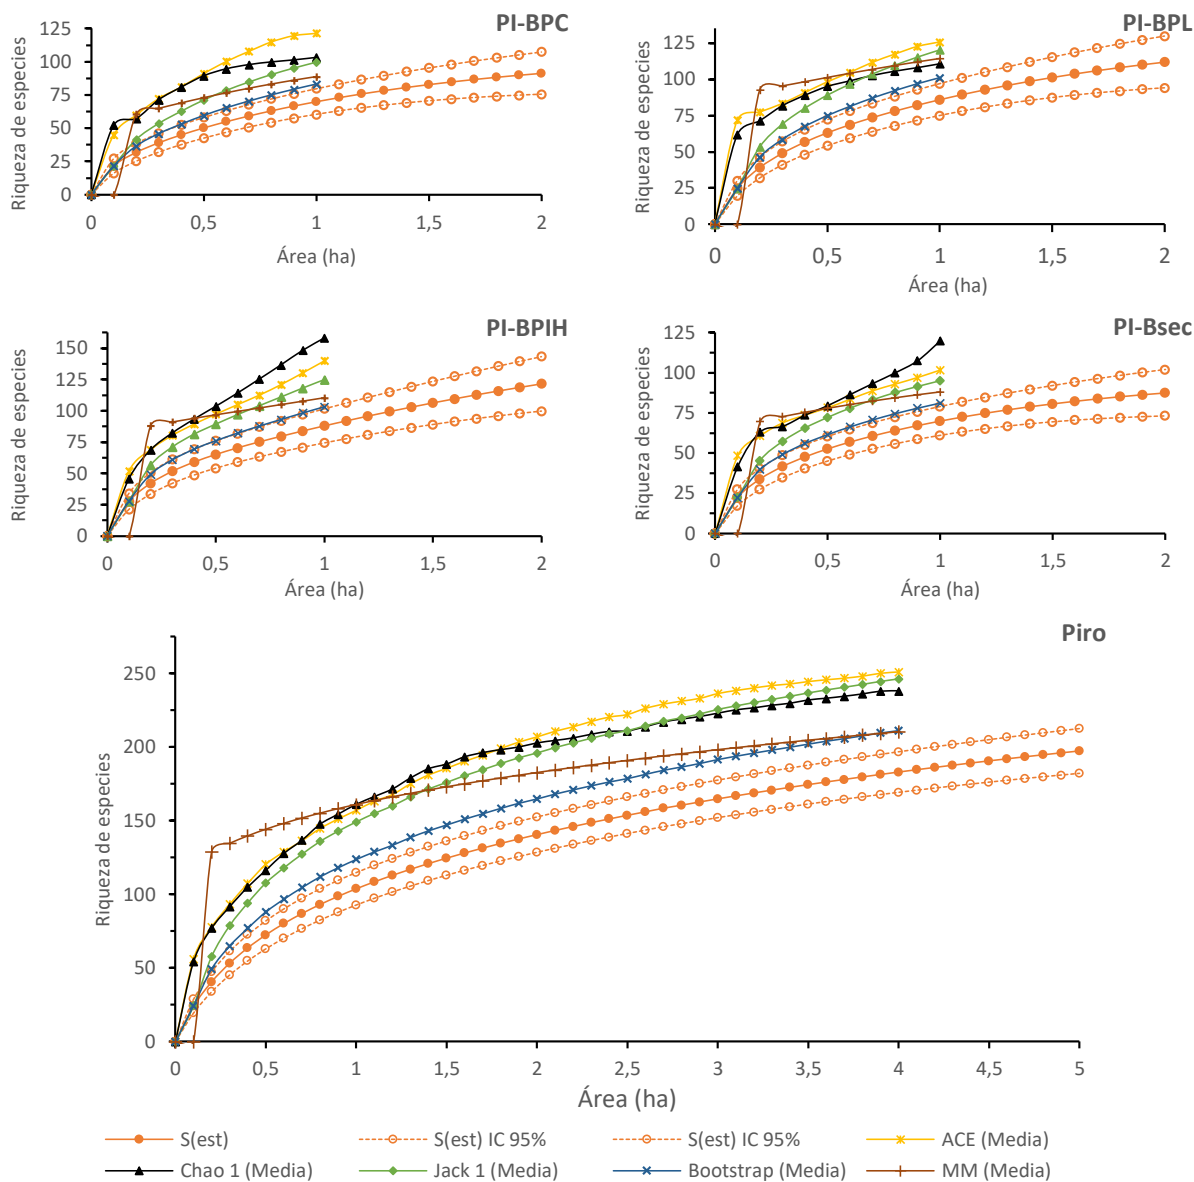 PI-BPC
Riqueza de especies
125
100
75
50
25
0
0 0,5 1 1,5 2
Área (ha)
PI-BPL
Riqueza de especies
125
100
75
50
25
0
0 0,5 1 1,5 2
Área (ha)
PI-BPIH
Riqueza de especies
150
125
100
75
50
25
0
0 0,5 1 1,5 2
Área (ha)
PI-Bsec
Riqueza de especies
125
100
75
50
25
0
0 0,5 1 1,5 2
Área (ha)
Piro
Riqueza de especies
250
200
150
100
50
0
0 0,5 1 1,5 2 2,5 3 3,5 4 4,5 5
Área (ha)
S(est) S(est) IC 95% S(est) IC 95% ACE (Media)
Chao 1 (Media) Jack 1 (Media) Bootstrap (Media) MM (Media)